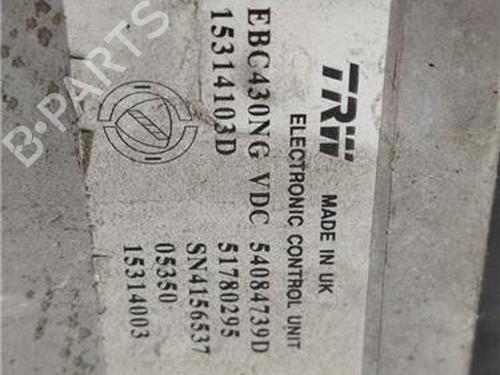 TRW MADE IN UK
ELECTRONIC CONTROL UNIT
EBC430NG VDC 54084739D
15314103D 51780295
SN4156537
05350
15314003
B-PARTS